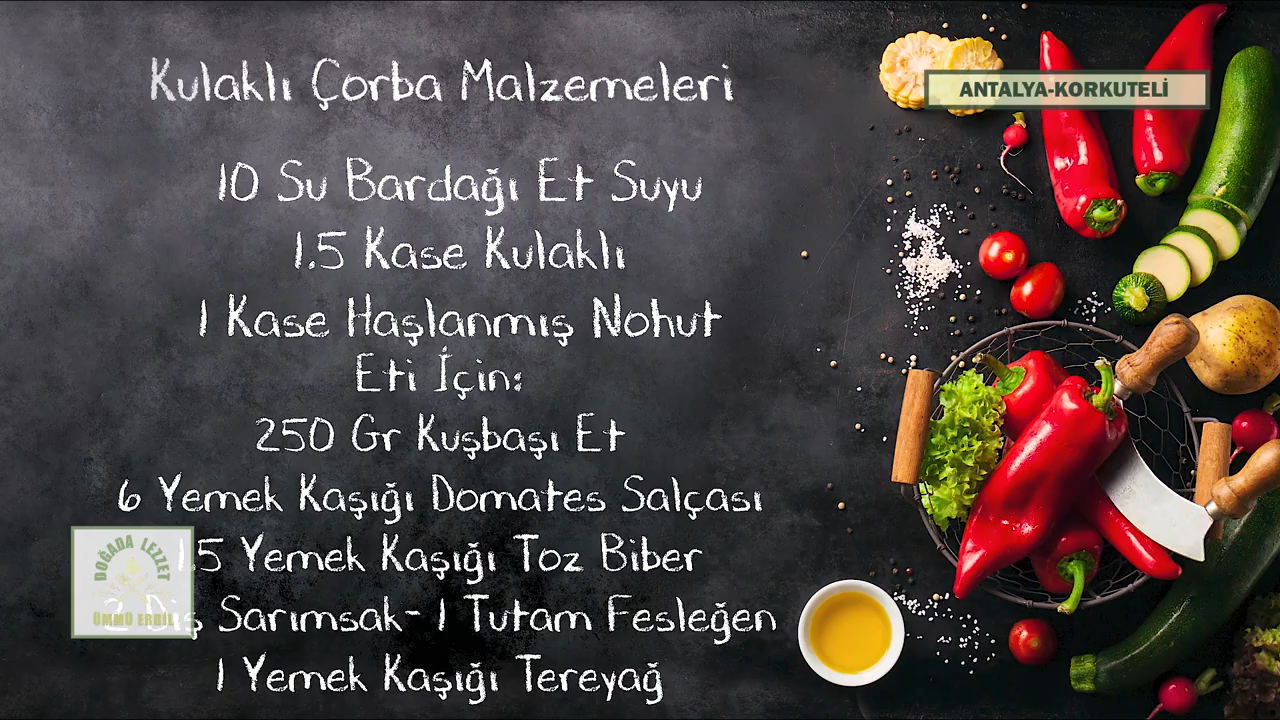 Kulaklı Çorba Malzemeleri
ANTALYA-KORKUTELİ
10 Su Bardağı Et Suyu
1.5 Kase Kulaklı
1 Kase Haşlanmış Nohut
Eti İçin:
250 Gr Kuşbaşı Et
6 Yemek Kaşığı Domates Salçası
1.5 Yemek Kaşığı Toz Biber
2 Diş Sarımsak- 1 Tutam Fesleğen
1 Yemek Kaşığı Tereyağ
DOĞADA LEZZET
ÜMMÜ ERBİL